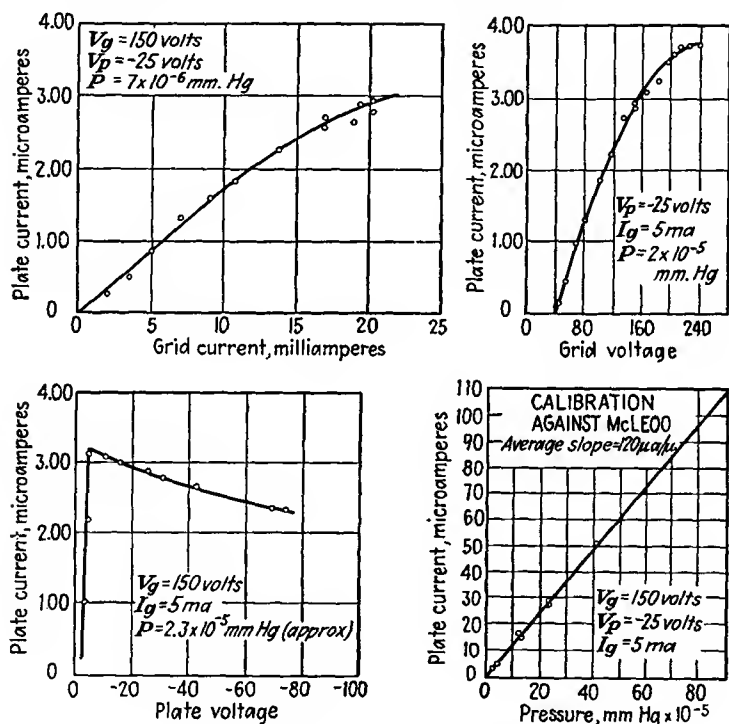 Plate current, microamperes
4.00
3.00
2.00
1.00
0
Vg = 150 volts
Vp = -25 volts
P = 7x10⁻⁶ mm. Hg
0 5 10 15 20 25
Grid current, milliamperes
Plate current, microamperes
4.00
3.00
2.00
1.00
0
Vp = -25 volts
Ig = 5 ma
P = 2x10⁻⁵
mm. Hg
0 80 160 240
Grid voltage
Plate current, microamperes
4.00
3.00
2.00
1.00
0
Vg = 150 volts
Ig = 5 ma
P = 2.3x10⁻⁵ mm Hg (approx)
0 -20 -40 -60 -80 -100
Plate voltage
Plate current, microamperes
110
100
90
80
70
60
50
40
30
20
10
0
CALIBRATION
AGAINST McLEOD
Average slope=120μa/μ
Vg = 150 volts
Vp = -25 volts
Ig = 5 ma
0 20 40 60 80
Pressure, mm Hg x 10⁻⁵